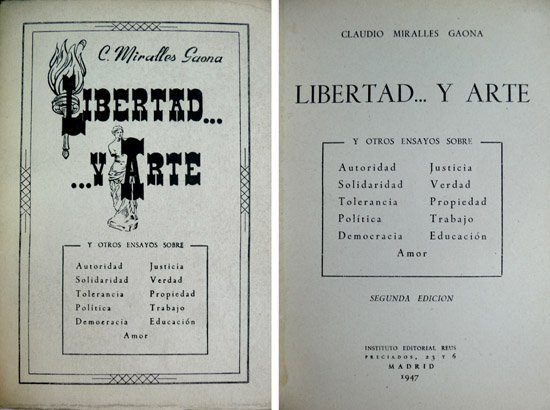 C. Miralles Gaona
LIBERTAD...
...Y ARTE
Y OTROS ENSAYOS SOBRE
Autoridad Justicia
Solidaridad Verdad
Tolerancia Propiedad
Política Trabajo
Democracia Educación
Amor
CLAUDIO MIRALLES GAONA
LIBERTAD... Y ARTE
Y OTROS ENSAYOS SOBRE
Autoridad Justicia
Solidaridad Verdad
Tolerancia Propiedad
Política Trabajo
Democracia Educación
Amor
SEGUNDA EDICION
INSTITUTO EDITORIAL REUS
PRECIADOS, 23 Y 6
MADRID
1947